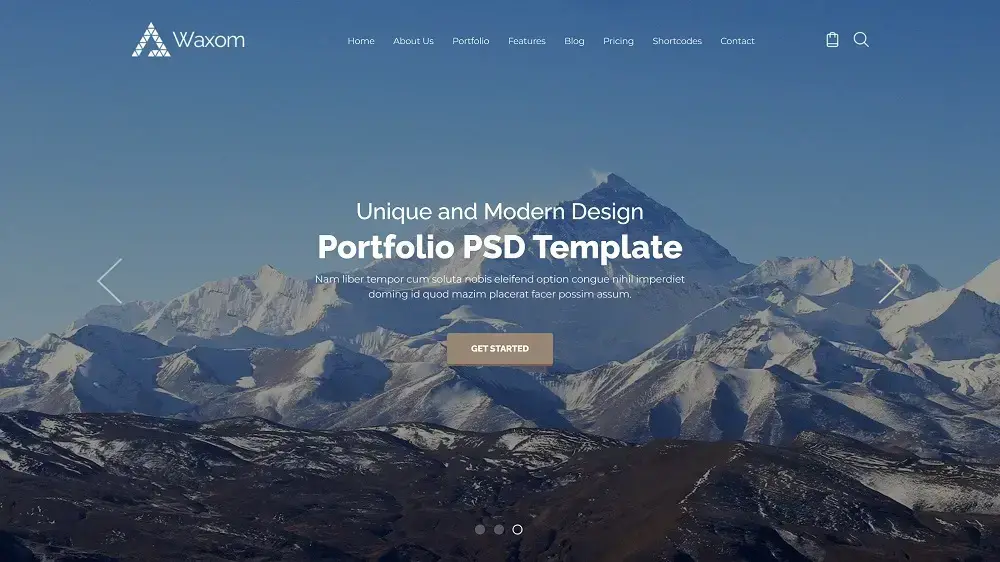 Waxom
Home About Us Portfolio Features Blog Pricing Shortcodes Contact
Unique and Modern Design
Portfolio PSD Template
Nam liber tempor cum soluta nobis eleifend option congue nihil imperdiet
doming id quod mazim placerat facer possim assum.
GET STARTED